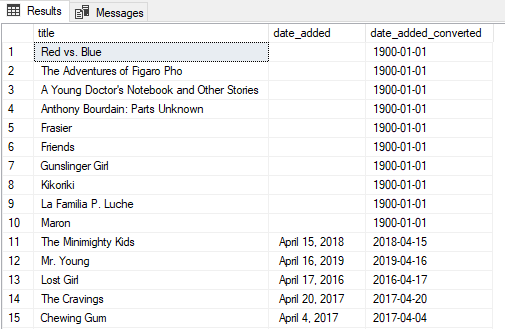 Results Messages
title date_added date_added_converted
1 Red vs. Blue 1900-01-01
2 The Adventures of Figaro Pho 1900-01-01
3 A Young Doctor's Notebook and Other Stories 1900-01-01
4 Anthony Bourdain: Parts Unknown 1900-01-01
5 Frasier 1900-01-01
6 Friends 1900-01-01
7 Gunslinger Girl 1900-01-01
8 Kikoriki 1900-01-01
9 La Familia P. Luche 1900-01-01
10 Maron 1900-01-01
11 The Minimighty Kids April 15, 2018 2018-04-15
12 Mr. Young April 16, 2019 2019-04-16
13 Lost Girl April 17, 2016 2016-04-17
14 The Cravings April 20, 2017 2017-04-20
15 Chewing Gum April 4, 2017 2017-04-04